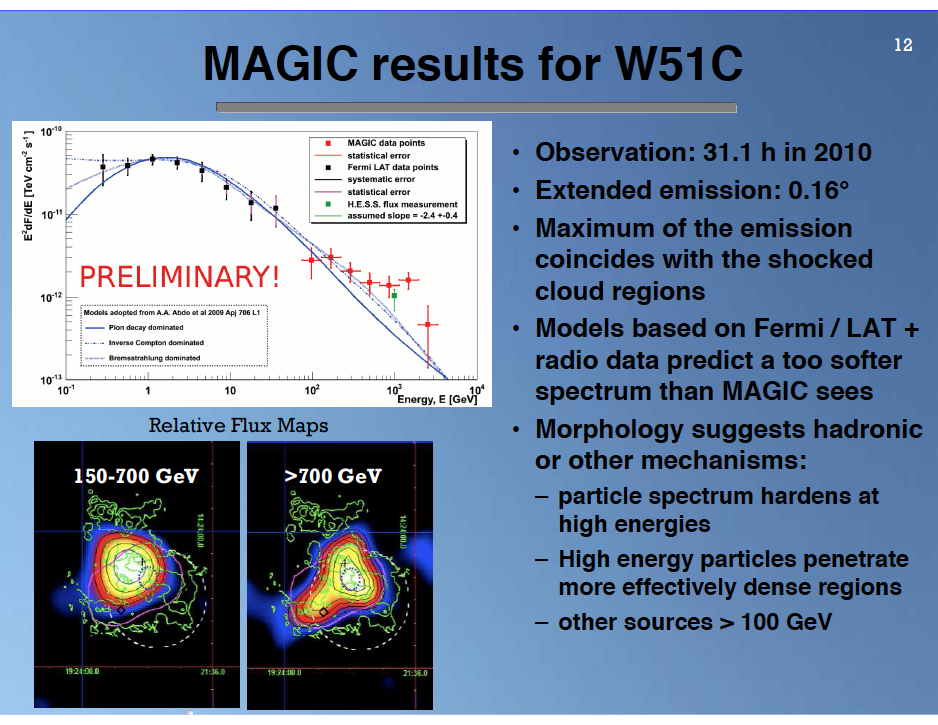 12
MAGIC results for W51C
10-10
10-11
10-12
10-13
E2dF/dE [TeV cm-2 s-1 ]
MAGIC data points
statistical error
Fermi LAT data points
systematic error
statistical error
H.E.S.S. flux measurement
assumed slope = -2.4 +-0.4
PRELIMINARY!
Models adopted from A.A. Abdo et al 2009 Apj 706 L1
Pion decay dominated
Inverse Compton dominated
Bremsstrahlung dominated
10-1 1 10 102 103 104
Energy, E [GeV]
Relative Flux Maps
150-700 GeV
14:24:00.0
19:24:00.0 21:36.0
>700 GeV
14:24:00.0
19:24:00.0 21:36.0
• Observation: 31.1 h in 2010
• Extended emission: 0.16°
• Maximum of the emission
coincides with the shocked
cloud regions
• Models based on Fermi / LAT +
radio data predict a too softer
spectrum than MAGIC sees
• Morphology suggests hadronic
or other mechanisms:
– particle spectrum hardens at
high energies
– High energy particles penetrate
more effectively dense regions
– other sources > 100 GeV